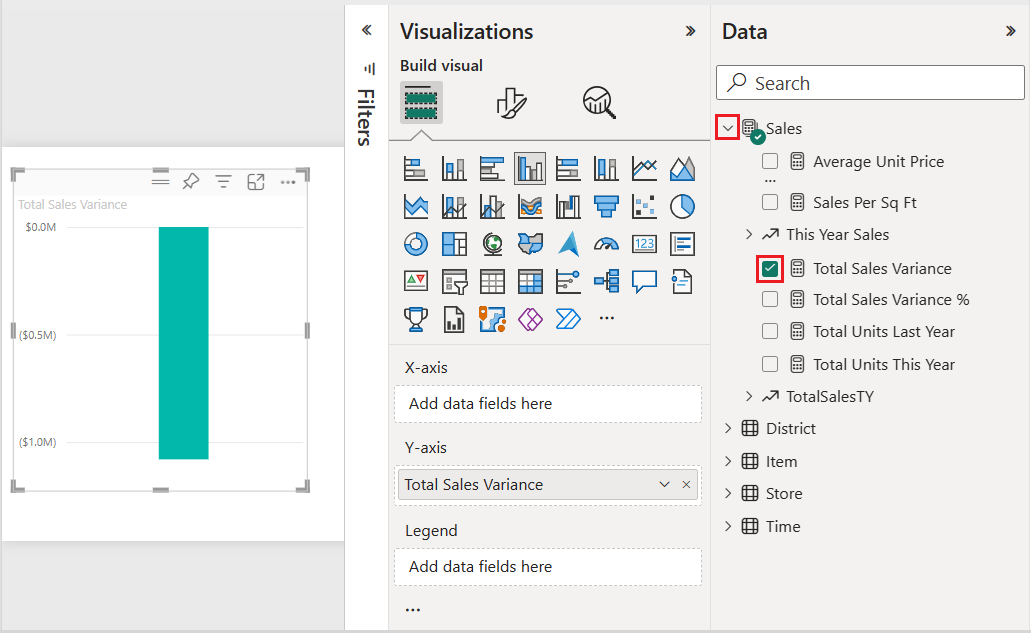 Total Sales Variance
$0.0M
($0.5M)
($1.0M)
Filters
Visualizations
Build visual
123
X-axis
Add data fields here
Y-axis
Total Sales Variance
Legend
Add data fields here
...
Data
Search
Sales
Average Unit Price
...
Sales Per Sq Ft
This Year Sales
Total Sales Variance
Total Sales Variance %
Total Units Last Year
Total Units This Year
TotalSalesTY
District
Item
Store
Time